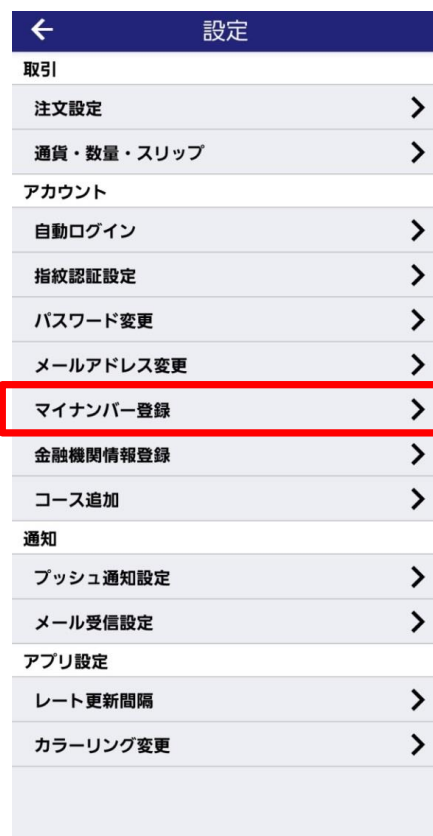 設定
取引
注文設定
通貨・数量・スリップ
アカウント
自動ログイン
指紋認証設定
パスワード変更
メールアドレス変更
マイナンバー登録
金融機関情報登録
コース追加
通知
プッシュ通知設定
メール受信設定
アプリ設定
レート更新間隔
カラーリング変更